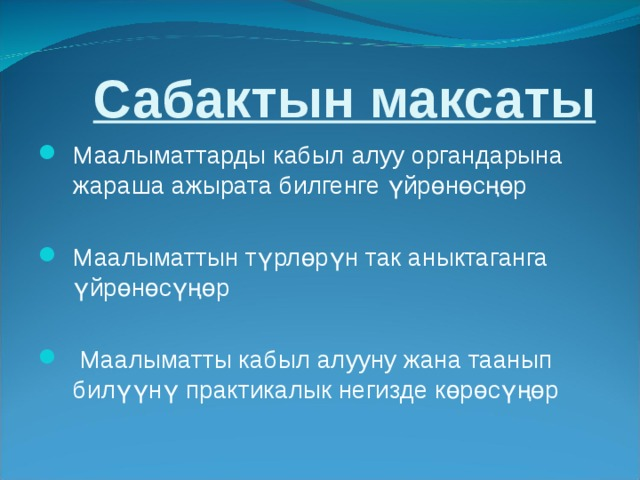 Сабактын максаты
Маалыматтарды кабыл алуу органдарына
жараша ажырата билгенге үйрөнөсңөр
Маалыматтын түрлөрүн так аныктаганга
үйрөнөсүңөр
Маалыматты кабыл алууну жана таанып
билүүнү практикалык негизде көрөсүңөр